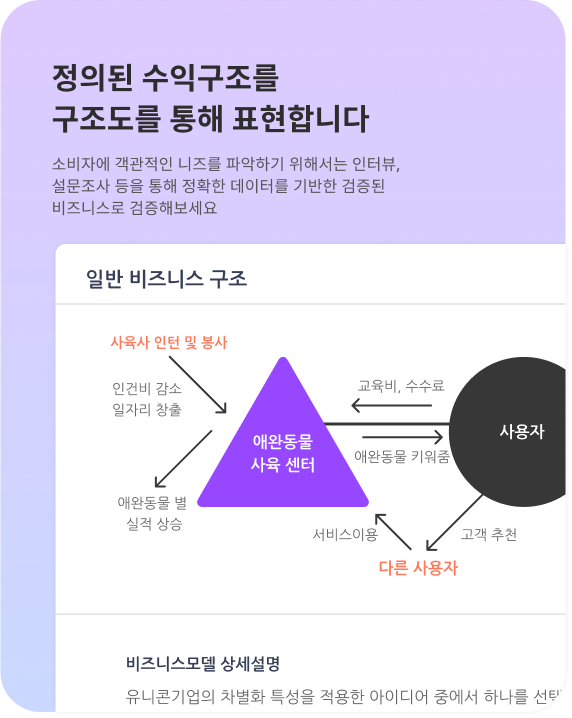 정의된 수익구조를
구조도를 통해 표현합니다
소비자에 객관적인 니즈를 파악하기 위해서는 인터뷰,
설문조사 등을 통해 정확한 데이터를 기반한 검증된
비즈니스로 검증해보세요
일반 비즈니스 구조
사육사 인턴 및 봉사
인건비 감소
일자리 창출
교육비, 수수료
애완동물
사육 센터
사용자
애완동물 키워줌
애완동물 별
실적 상승
서비스이용
고객 추천
다른 사용자
비즈니스모델 상세설명
유니콘기업의 차별화 특성을 적용한 아이디어 중에서 하나를 선택